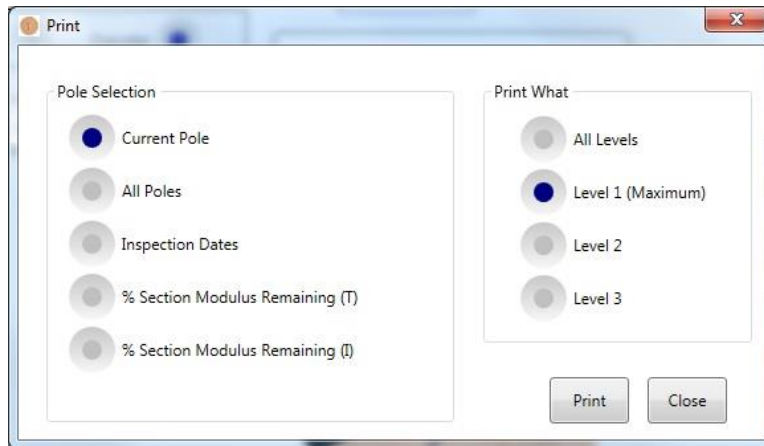 Print
Pole Selection
Current Pole
All Poles
Inspection Dates
% Section Modulus Remaining (T)
% Section Modulus Remaining (I)
Print What
All Levels
Level 1 (Maximum)
Level 2
Level 3
Print
Close